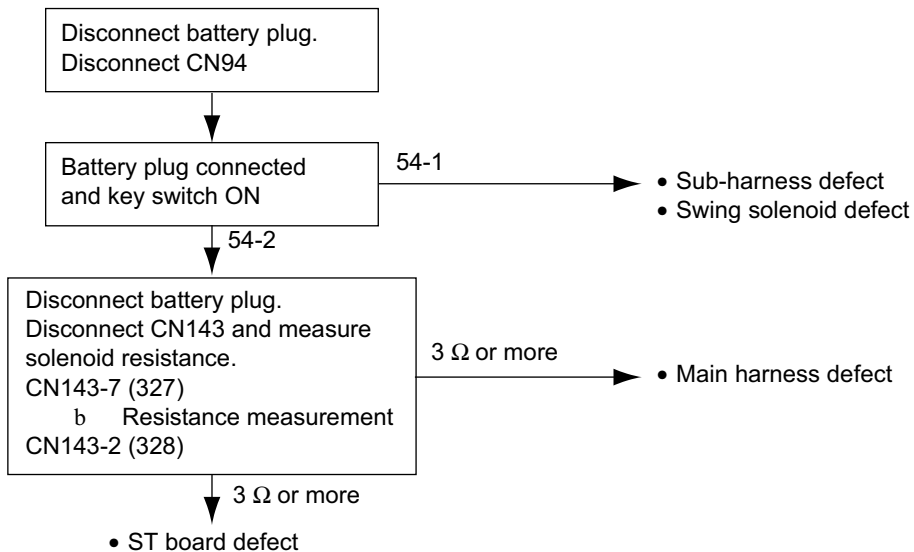 Disconnect battery plug.
Disconnect CN94
Battery plug connected
and key switch ON
54-1
• Sub-harness defect
• Swing solenoid defect
54-2
Disconnect battery plug.
Disconnect CN143 and measure
solenoid resistance.
CN143-7 (327)
b Resistance measurement
CN143-2 (328)
3 Ω or more
• Main harness defect
3 Ω or more
• ST board defect